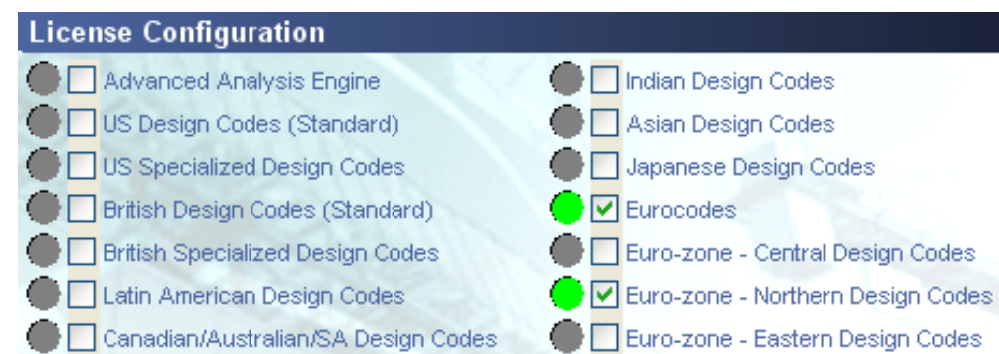 License Configuration
Advanced Analysis Engine
US Design Codes (Standard)
US Specialized Design Codes
British Design Codes (Standard)
British Specialized Design Codes
Latin American Design Codes
Canadian/Australian/SA Design Codes
Indian Design Codes
Asian Design Codes
Japanese Design Codes
Eurocodes
Euro-zone - Central Design Codes
Euro-zone - Northern Design Codes
Euro-zone - Eastern Design Codes